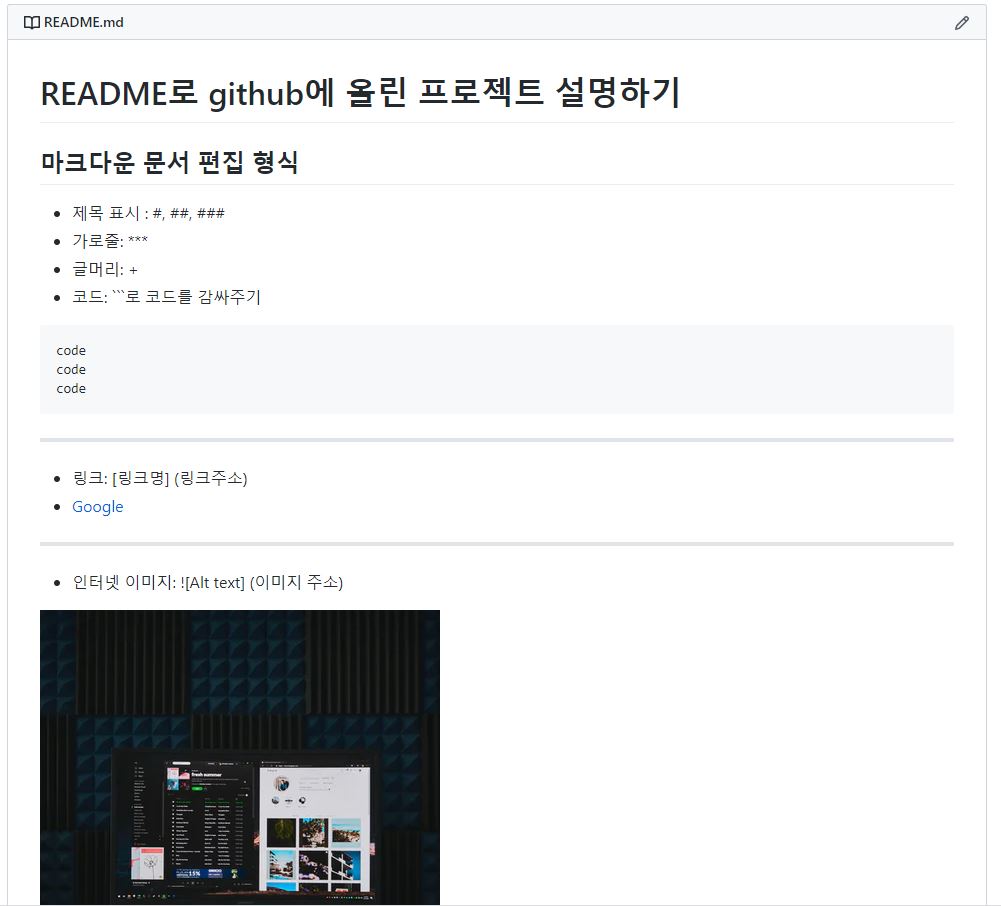 README.md
README로 github에 올린 프로젝트 설명하기
마크다운 문서 편집 형식
제목 표시 : #, ##, ###
가로줄: ***
글머리: +
코드: ```로 코드를 감싸주기
code
code
code
링크: [링크명] (링크주소)
Google
인터넷 이미지: ![Alt text] (이미지 주소)
fresh summer